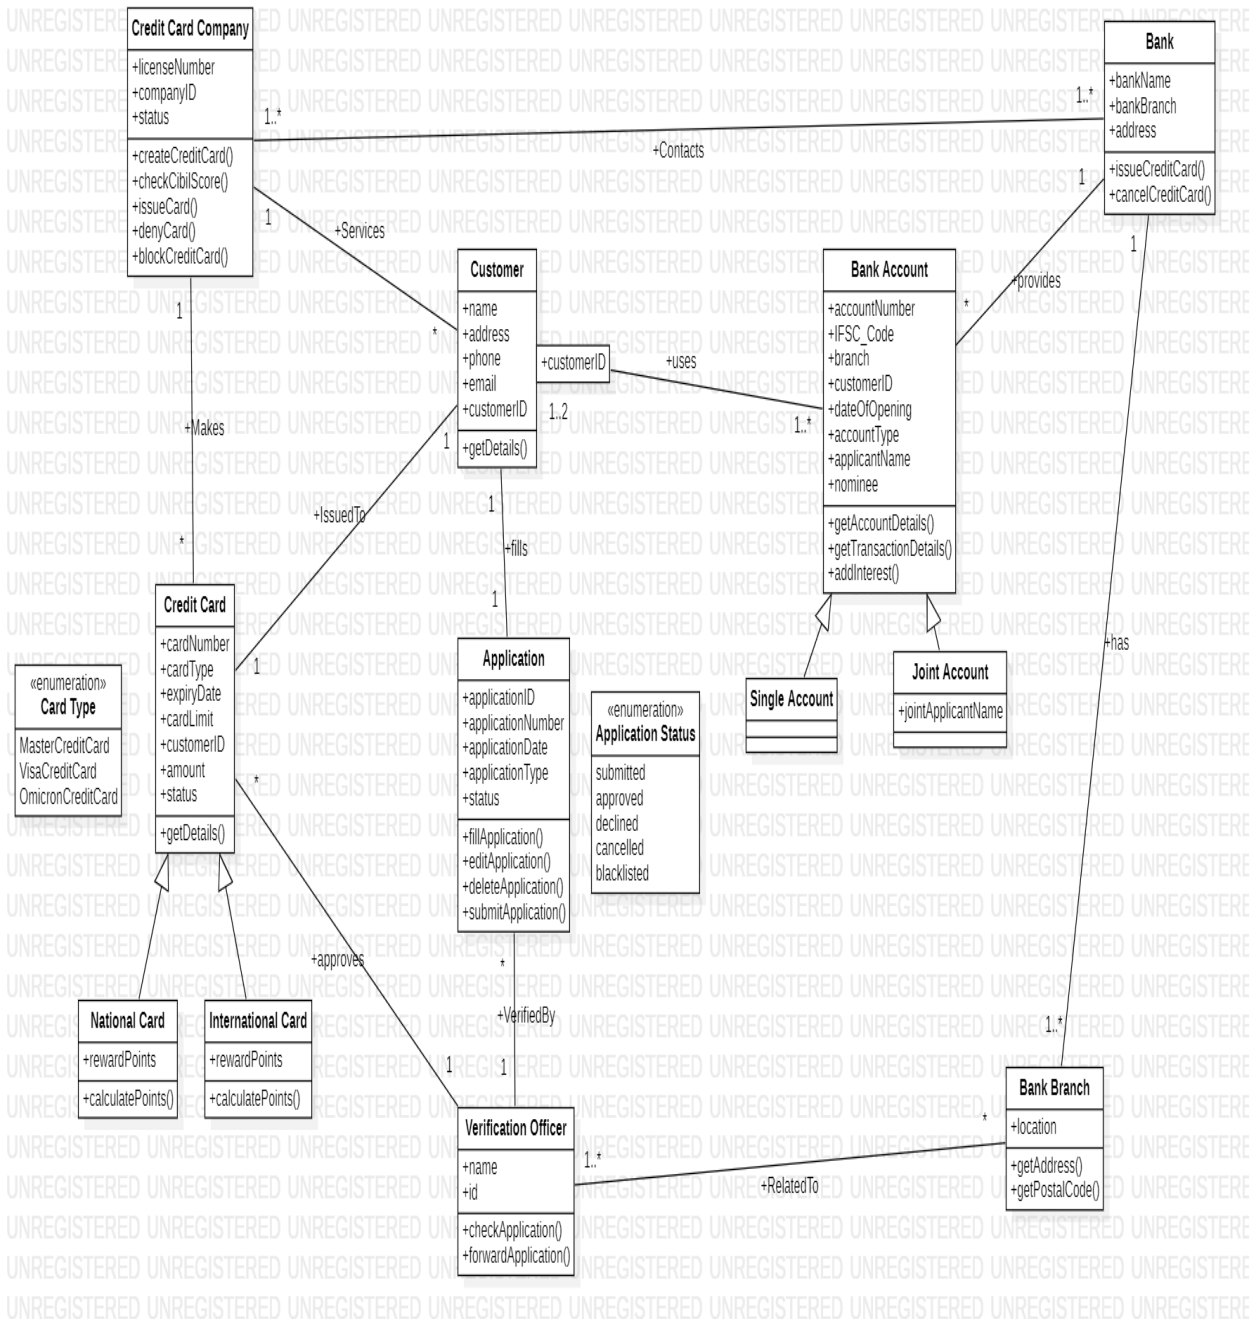 Credit Card Company
+licenseNumber
+companyID
+status
+createCreditCard()
+checkCibilScore()
+issueCard()
+denyCard()
+blockCreditCard()
Bank
+bankName
+bankBranch
+address
+issueCreditCard()
+cancelCreditCard()
1..*
1..*
+Contacts
1
+Services
*
1
+provides
*
1
+has
1..*
Customer
+name
+address
+phone
+email
+customerID
+getDetails()
+customerID
1..2
+uses
1..*
Bank Account
+accountNumber
+IFSC_Code
+branch
+customerID
+dateOfOpening
+accountType
+applicantName
+nominee
+getAccountDetails()
+getTransactionDetails()
+addInterest()
1
+Makes
*
1
+IssuedTo
1
1
+fills
1
Credit Card
+cardNumber
+cardType
+expiryDate
+cardLimit
+customerID
+amount
+status
+getDetails()
«enumeration»
Card Type
MasterCreditCard
VisaCreditCard
OmicronCreditCard
Application
+applicationID
+applicationNumber
+applicationDate
+applicationType
+status
+fillApplication()
+editApplication()
+deleteApplication()
+submitApplication()
«enumeration»
Application Status
submitted
approved
declined
cancelled
blacklisted
Single Account
Joint Account
+jointApplicantName
*
+approves
1
*
+VerifiedBy
1
National Card
+rewardPoints
+calculatePoints()
International Card
+rewardPoints
+calculatePoints()
Verification Officer
+name
+id
+checkApplication()
+forwardApplication()
1..*
+RelatedTo
*
Bank Branch
+location
+getAddress()
+getPostalCode()
UNREGISTERED